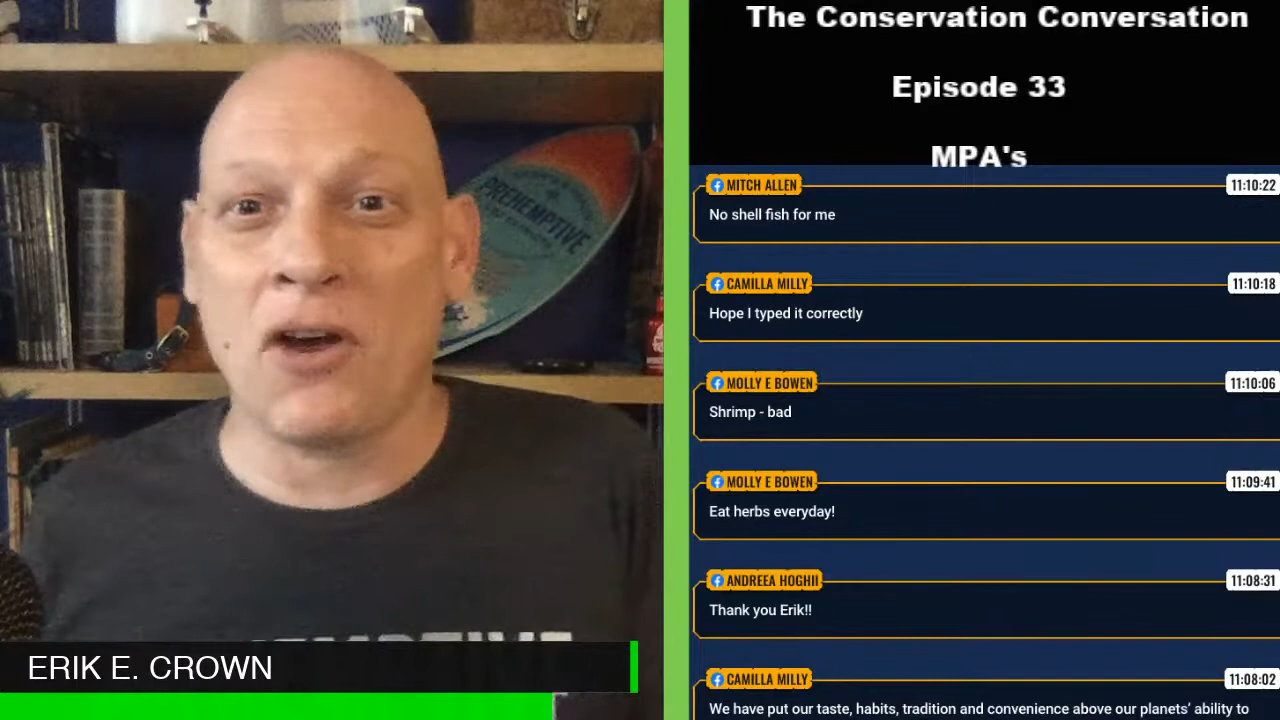 The Conservation Conversation
Episode 33
MPA's
PREEMPTIVE
MITCH ALLEN 11:10:22
No shell fish for me
CAMILLA MILLY 11:10:18
Hope I typed it correctly
MOLLY E BOWEN 11:10:06
Shrimp - bad
MOLLY E BOWEN 11:09:41
Eat herbs everyday!
ANDREEA HOGHII 11:08:31
Thank you Erik!!
CAMILLA MILLY 11:08:02
We have put our taste, habits, tradition and convenience above our planets' ability to
ERIK E. CROWN